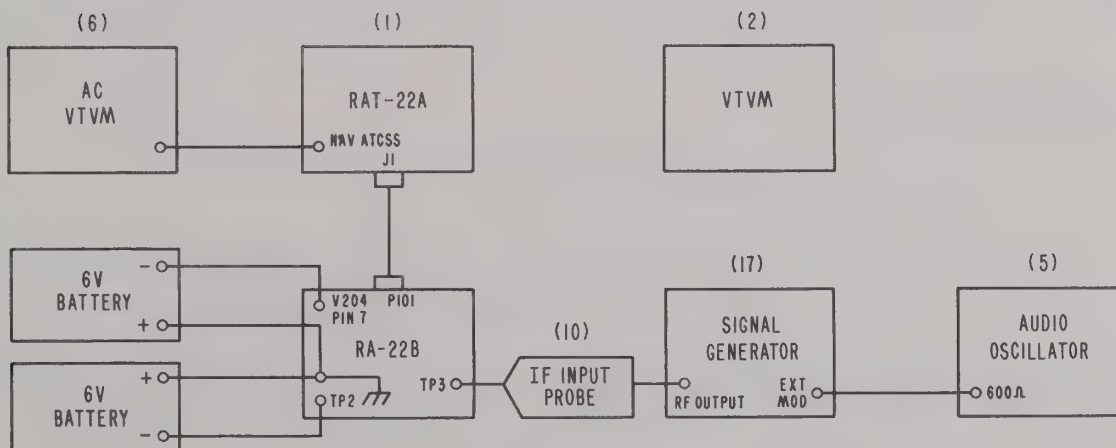 (6)
(1)
(2)
AC
VTVM
RAT-22A
NAV ATCSS
J1
VTVM
6V
BATTERY
-
+
V204
PIN 7
P101
RA-22B
TP3
TP2
6V
BATTERY
+
-
(10)
IF INPUT
PROBE
(17)
SIGNAL
GENERATOR
RF OUTPUT
EXT
MOD
(5)
AUDIO
OSCILLATOR
600Ω